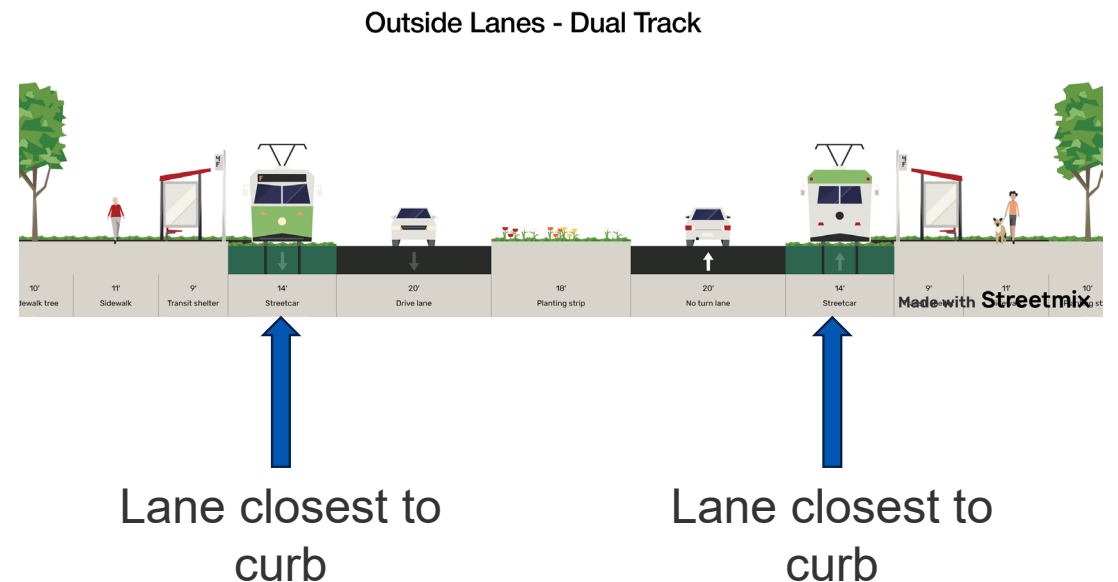 Outside Lanes - Dual Track
10' 11' 9' 14' 20' 18' 20' 14' 9' 11' 10'
dewalk tree Sidewalk Transit shelter Streetcar Drive lane Planting strip No turn lane Streetcar
Made with Streetmix
Lane closest to
curb
Lane closest to
curb